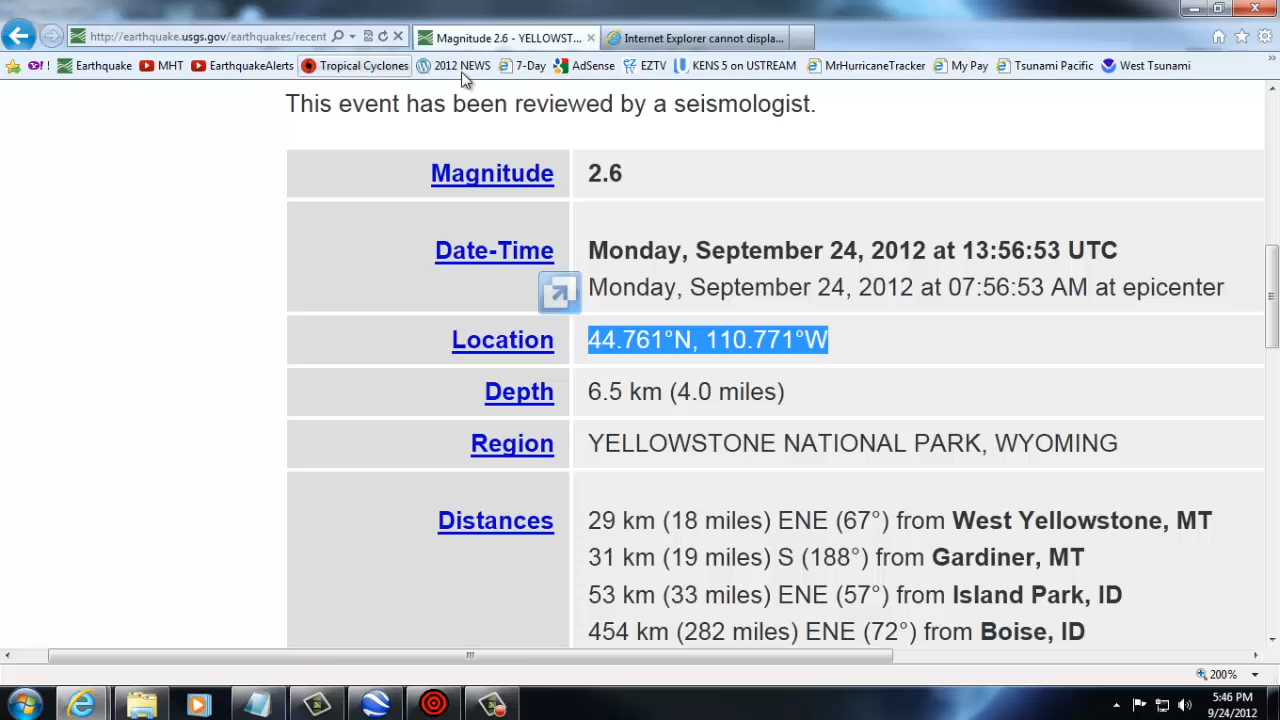 http://earthquake.usgs.gov/earthquakes/recent
Magnitude 2.6 - YELLOWST...
Internet Explorer cannot displa...
Earthquake
MHT
EarthquakeAlerts
Tropical Cyclones
2012 NEWS
7-Day
AdSense
EZTV
KENS 5 on USTREAM
MrHurricaneTracker
My Pay
Tsunami Pacific
West Tsunami
This event has been reviewed by a seismologist.
Magnitude 2.6
Date-Time Monday, September 24, 2012 at 13:56:53 UTC
Monday, September 24, 2012 at 07:56:53 AM at epicenter
Location 44.761°N, 110.771°W
Depth 6.5 km (4.0 miles)
Region YELLOWSTONE NATIONAL PARK, WYOMING
Distances 29 km (18 miles) ENE (67°) from West Yellowstone, MT
31 km (19 miles) S (188°) from Gardiner, MT
53 km (33 miles) ENE (57°) from Island Park, ID
454 km (282 miles) ENE (72°) from Boise, ID
200%
5:46 PM
9/24/2012